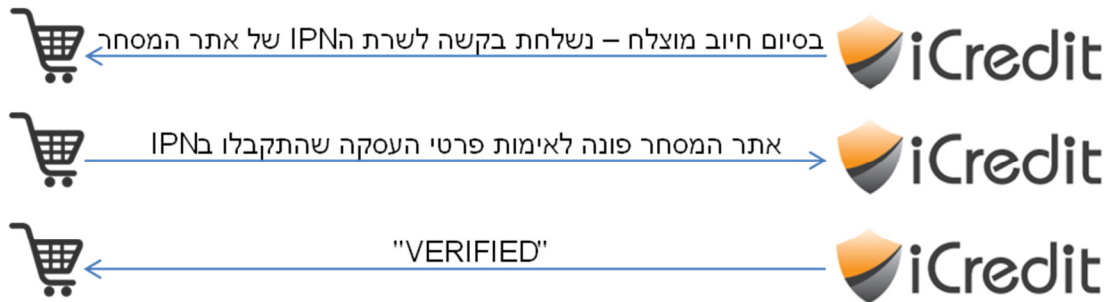 בסיום חיוב מוצלח – נשלחת בקשה לשרת הIPN של אתר המסחר
iCredit
אתר המסחר פונה לאימות פרטי העסקה שהתקבלו בIPN
iCredit
"VERIFIED"
iCredit